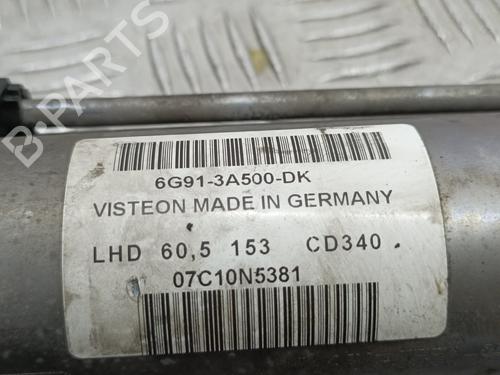 B-PARTS
6G91-3A500-DK
VISTEON MADE IN GERMANY
LHD 60,5 153 CD340
07C10N5381